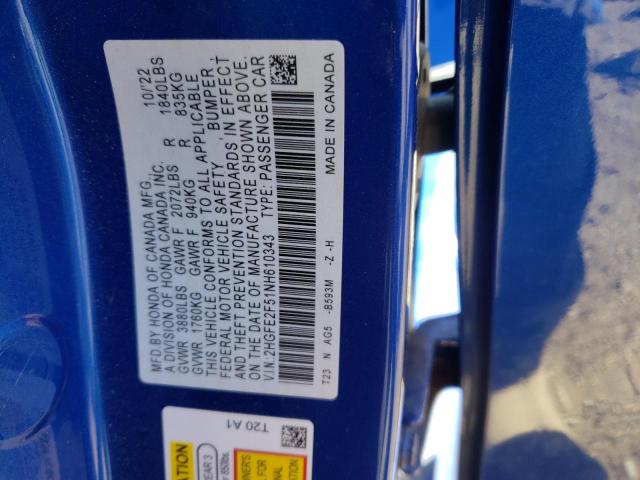 MFD. BY HONDA OF CANADA MFG., 10/'22
A DIVISION OF HONDA CANADA INC.
GVWR 3880LBS GAWR F 2072LBS R 1840LBS
GVWR 1760KG GAWR F 940KG R 835KG
THIS VEHICLE CONFORMS TO ALL APPLICABLE
FEDERAL MOTOR VEHICLE SAFETY, BUMPER,
AND THEFT PREVENTION STANDARDS IN EFFECT
ON THE DATE OF MANUFACTURE SHOWN ABOVE.
V.I.N:2HGFE2F51NH610343 TYPE: PASSENGER CAR
T23 N AG5 -B593M -Z -H MADE IN CANADA
T20 A1
REAR 3
850lbs.